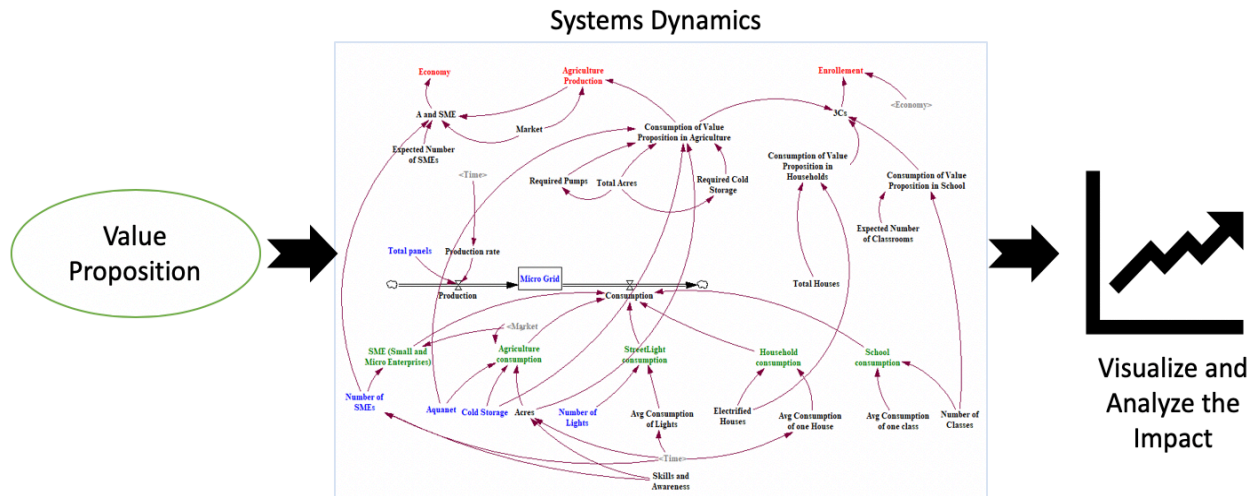 Systems Dynamics
Value
Proposition
Economy
Agriculture
Production
Enrollement
<Economy>
A and SME
Market
3Cs
Expected Number
of SMEs
Consumption of Value
Proposition in Agriculture
<Time>
Required Pumps
Total Acres
Required Cold
Storage
Consumption of Value
Proposition in
Households
Consumption of Value
Proposition in School
Expected Number
of Classrooms
Total panels
Production rate
Micro Grid
Production
Consumption
Total Houses
<Market>
SME (Small and
Micro Enterprises)
Agriculture
consumption
StreetLight
consumption
Household
consumption
School
consumption
Number of
SMEs
Aquanet
Cold Storage
Acres
Number of
Lights
Avg Consumption
of Lights
Electrified
Houses
Avg Consumption
of one House
Avg Consumption
of one class
Number of
Classes
<Time>
Skills and
Awareness
Visualize and
Analyze the
Impact